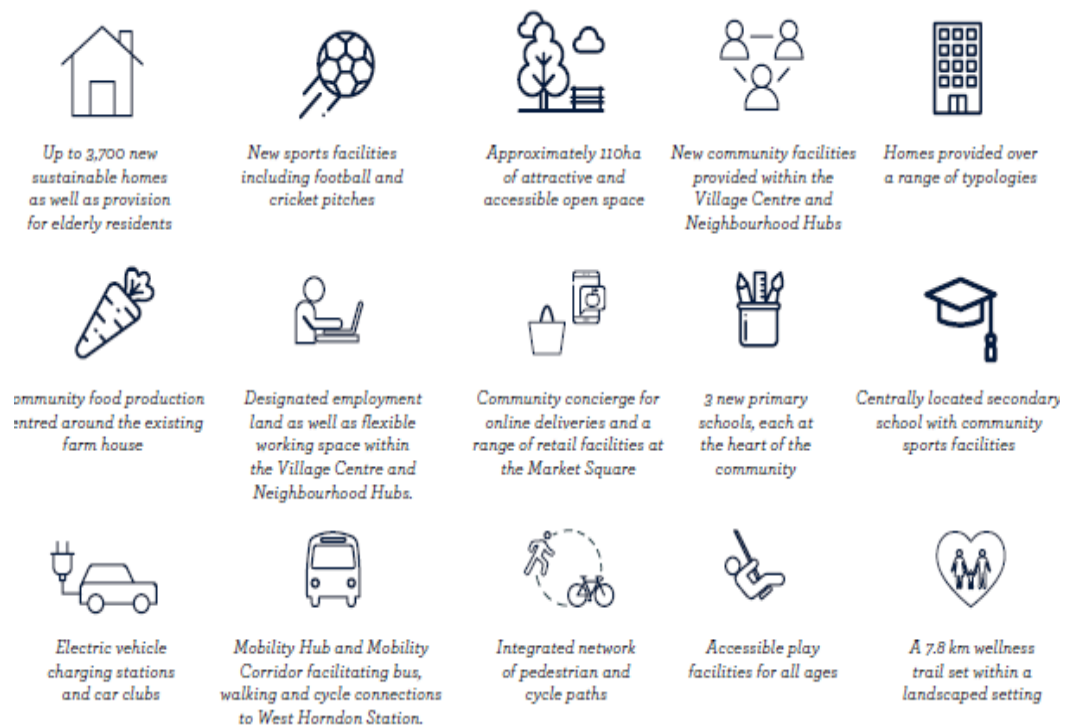 Up to 3,700 new
sustainable homes
as well as provision
for elderly residents
New sports facilities
including football and
cricket pitches
Approximately 110ha
of attractive and
accessible open space
New community facilities
provided within the
Village Centre and
Neighbourhood Hubs
Homes provided over
a range of typologies
ommunity food production
entred around the existing
farm house
Designated employment
land as well as flexible
working space within
the Village Centre and
Neighbourhood Hubs.
Community concierge for
online deliveries and a
range of retail facilities at
the Market Square
3 new primary
schools, each at
the heart of the
community
Centrally located secondary
school with community
sports facilities
Electric vehicle
charging stations
and car clubs
Mobility Hub and Mobility
Corridor facilitating bus,
walking and cycle connections
to West Horndon Station.
Integrated network
of pedestrian and
cycle paths
Accessible play
facilities for all ages
A 7.8 km wellness
trail set within a
landscaped setting